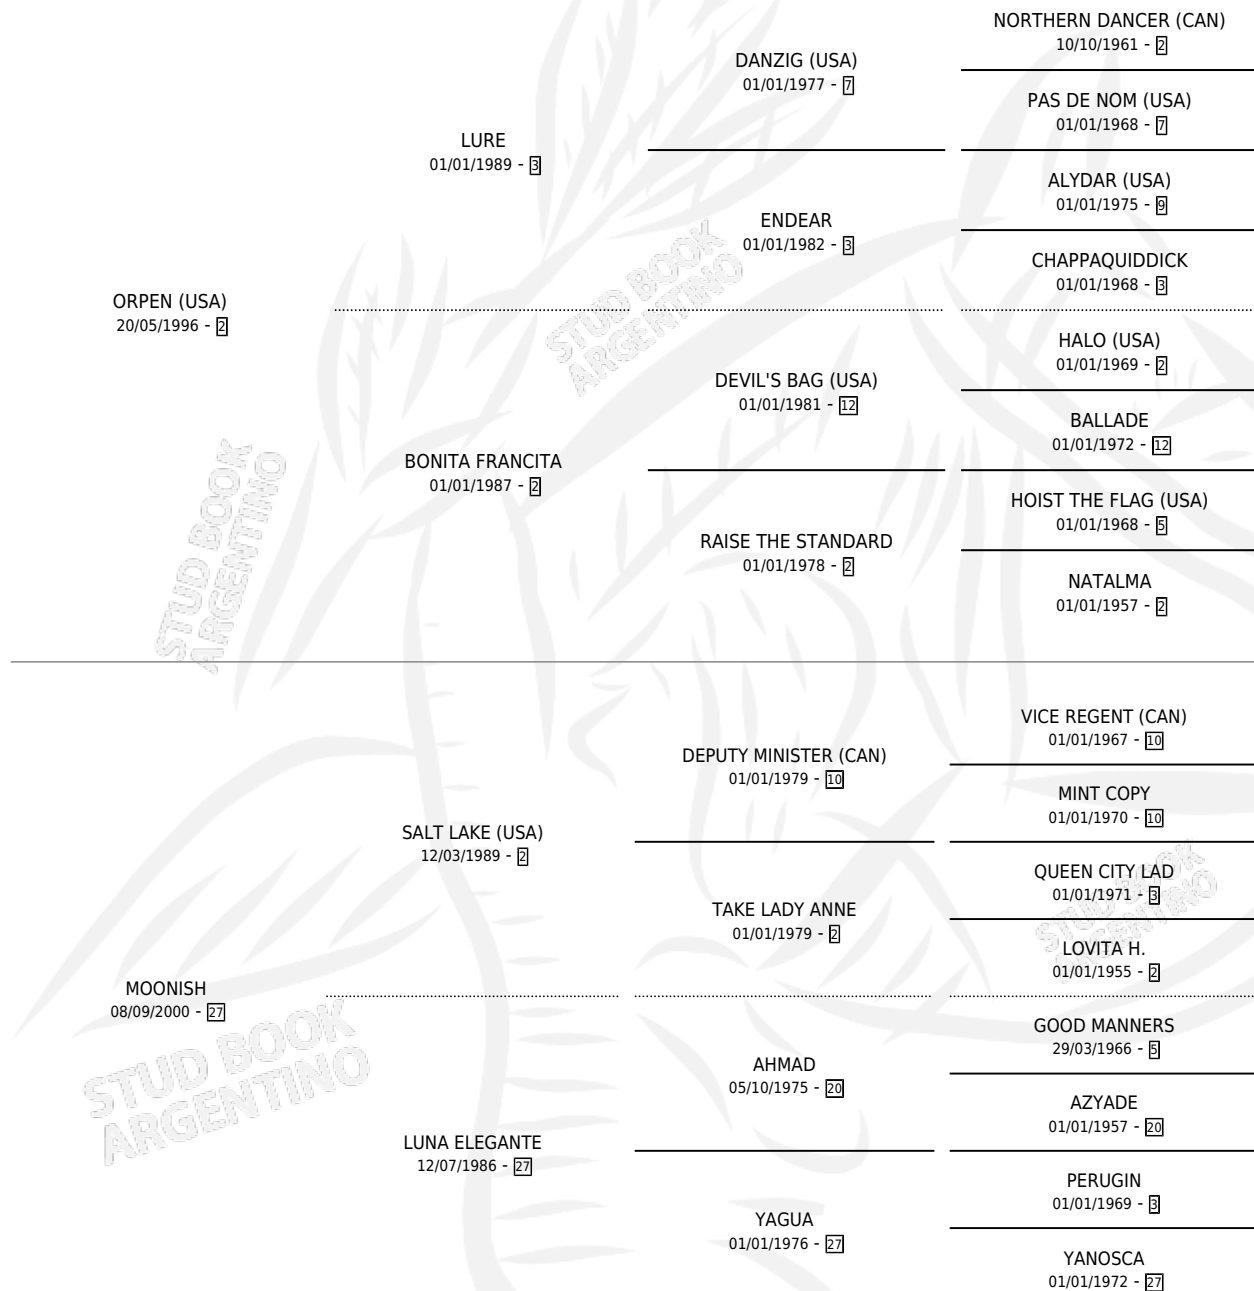 NORTHERN DANCER (CAN)
10/10/1961 - 2
DANZIG (USA)
01/01/1977 - 7
PAS DE NOM (USA)
01/01/1968 - 7
LURE
01/01/1989 - 3
ALYDAR (USA)
01/01/1975 - 9
ENDEAR
01/01/1982 - 3
CHAPPAQUIDDICK
01/01/1968 - 3
ORPEN (USA)
20/05/1996 - 2
HALO (USA)
01/01/1969 - 2
DEVIL'S BAG (USA)
01/01/1981 - 12
BALLADE
01/01/1972 - 12
BONITA FRANCITA
01/01/1987 - 2
HOIST THE FLAG (USA)
01/01/1968 - 5
RAISE THE STANDARD
01/01/1978 - 2
NATALMA
01/01/1957 - 2
VICE REGENT (CAN)
01/01/1967 - 10
DEPUTY MINISTER (CAN)
01/01/1979 - 10
MINT COPY
01/01/1970 - 10
SALT LAKE (USA)
12/03/1989 - 2
QUEEN CITY LAD
01/01/1971 - 3
TAKE LADY ANNE
01/01/1979 - 2
LOVITA H.
01/01/1955 - 2
MOONISH
08/09/2000 - 27
GOOD MANNERS
29/03/1966 - 5
AHMAD
05/10/1975 - 20
AZYADE
01/01/1957 - 20
LUNA ELEGANTE
12/07/1986 - 27
PERUGIN
01/01/1969 - 3
YAGUA
01/01/1976 - 27
YANOSCA
01/01/1972 - 27
STUD BOOK
ARGENTINO
STUD BOOK
ARGENTINO
STUD BOOK
ARGENTINO
STUD BOOK
ARGENTINO